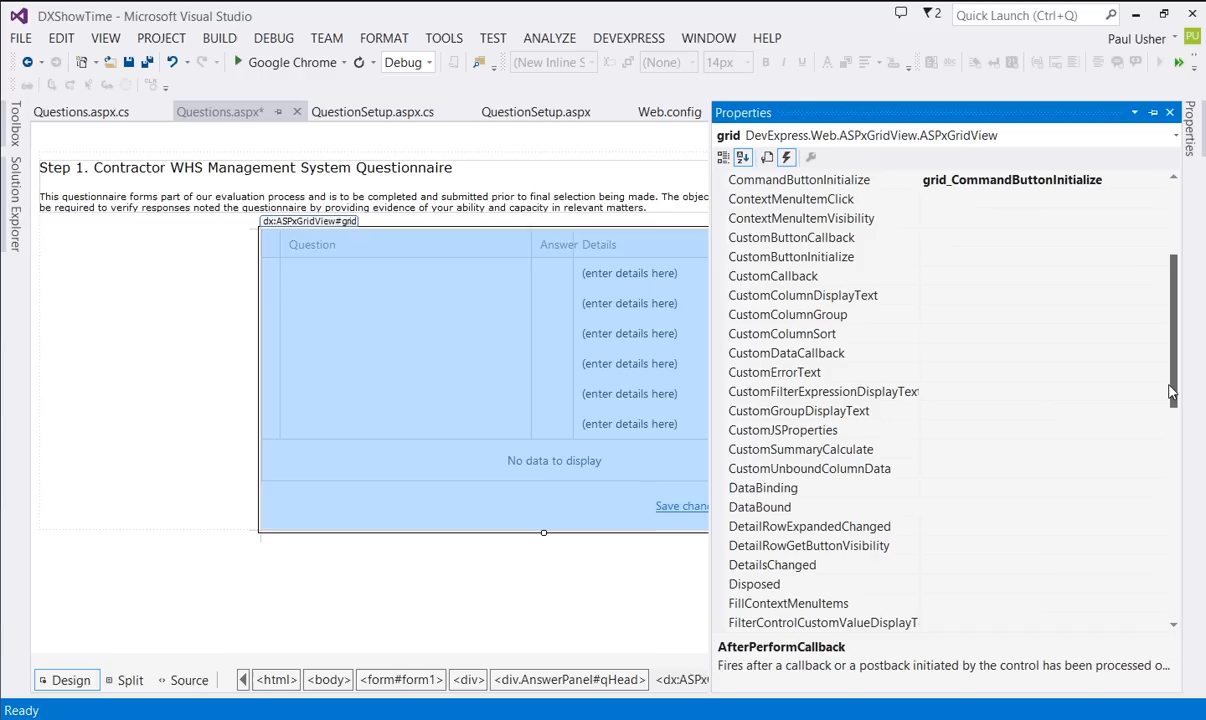 DXShowTime - Microsoft Visual Studio
2
Quick Launch (Ctrl+Q)
FILE EDIT VIEW PROJECT BUILD DEBUG TEAM FORMAT TOOLS TEST ANALYZE DEVEXPRESS WINDOW HELP
Paul Usher
PU
Google Chrome
Debug
(New Inline S
(None)
14px
Toolbox
Solution Explorer
Questions.aspx.cs Questions.aspx* QuestionSetup.aspx.cs QuestionSetup.aspx Web.config
Step 1. Contractor WHS Management System Questionnaire
This questionnaire forms part of our evaluation process and is to be completed and submitted prior to final selection being made. The objec
be required to verify responses noted the questionnaire by providing evidence of your ability and capacity in relevant matters.
dx:ASPxGridView#grid
Question Answer Details
(enter details here)
(enter details here)
(enter details here)
(enter details here)
(enter details here)
(enter details here)
No data to display
Save chan
Properties
grid DevExpress.Web.ASPxGridView.ASPxGridView
CommandButtonInitialize grid_CommandButtonInitialize
ContextMenuItemClick
ContextMenuItemVisibility
CustomButtonCallback
CustomButtonInitialize
CustomCallback
CustomColumnDisplayText
CustomColumnGroup
CustomColumnSort
CustomDataCallback
CustomErrorText
CustomFilterExpressionDisplayText
CustomGroupDisplayText
CustomJSProperties
CustomSummaryCalculate
CustomUnboundColumnData
DataBinding
DataBound
DetailRowExpandedChanged
DetailRowGetButtonVisibility
DetailsChanged
Disposed
FillContextMenuItems
FilterControlCustomValueDisplayT
AfterPerformCallback
Fires after a callback or a postback initiated by the control has been processed o...
Properties
Design Split Source
<html> <body> <form#form1> <div> <div.AnswerPanel#qHead> <dx:ASPx
Ready